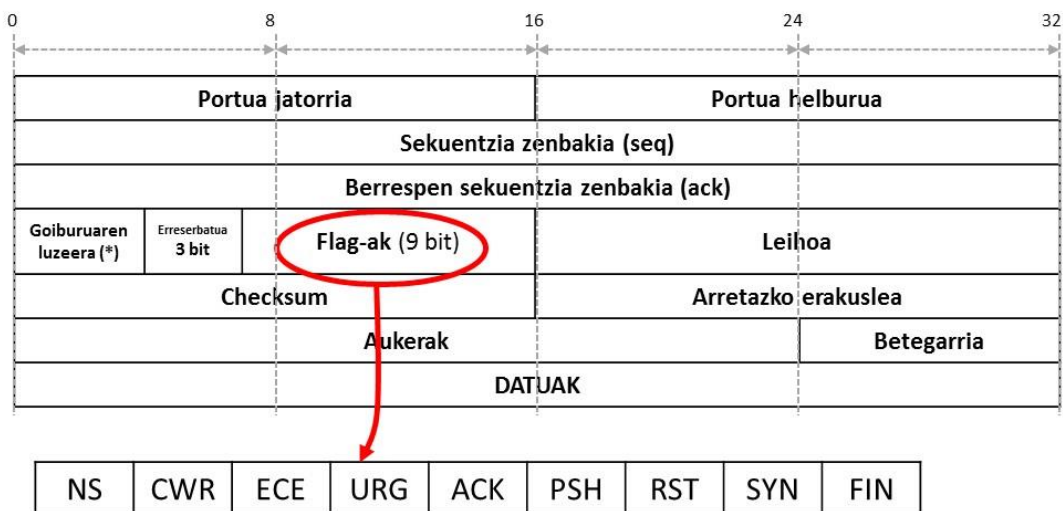 0 8 16 24 32
Portua jatorria Portua helburua
Sekuentzia zenbakia (seq)
Berrespen sekuentzia zenbakia (ack)
Goiburuaren
luzeera (*)
Erreserbatua
3 bit
Flag-ak (9 bit)
Leihoa
Checksum Arretazko erakuslea
Aukerak Betegarria
DATUAK
NS CWR ECE URG ACK PSH RST SYN FIN